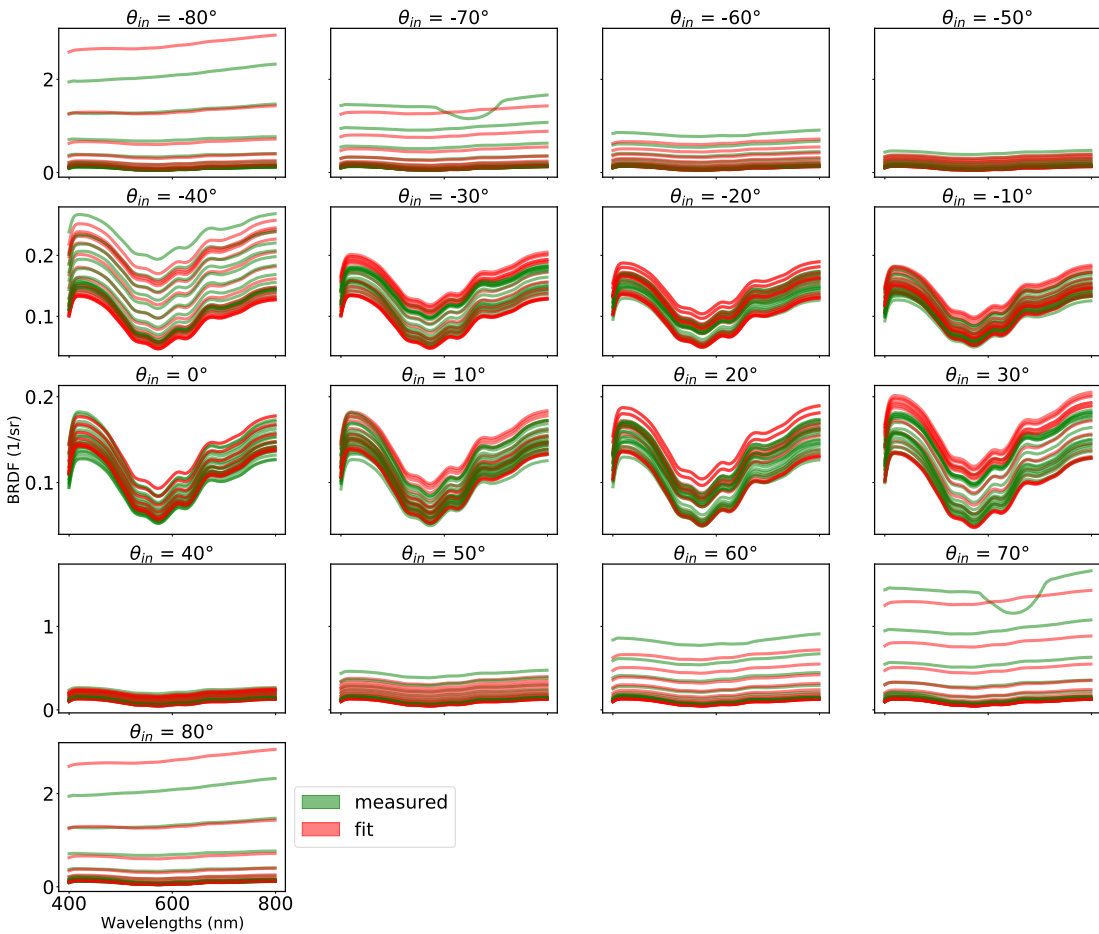 θin = -80°
θin = -70°
θin = -60°
θin = -50°
2
0
θin = -40°
θin = -30°
θin = -20°
θin = -10°
0.2
0.1
θin = 0°
θin = 10°
θin = 20°
θin = 30°
0.2
0.1
BRDF (1/sr)
θin = 40°
θin = 50°
θin = 60°
θin = 70°
1
0
θin = 80°
2
0
400 600 800
Wavelengths (nm)
measured
fit